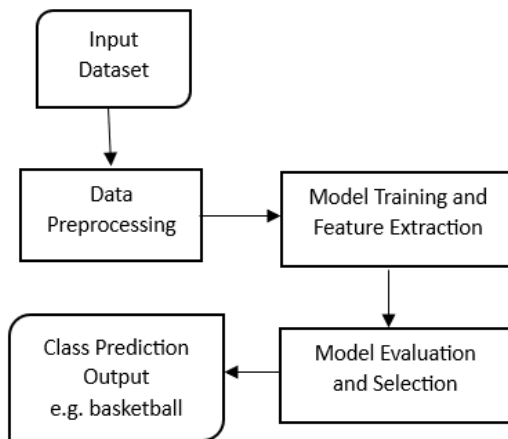 Input
Dataset
Data
Preprocessing
Model Training and
Feature Extraction
Model Evaluation
and Selection
Class Prediction
Output
e.g. basketball